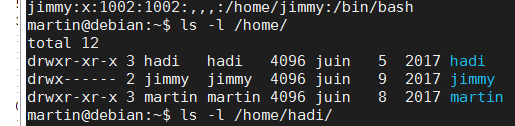 jimmy:x:1002:1002:,,,:/home/jimmy:/bin/bash
martin@debian:~$ ls -l /home/
total 12
drwxr-xr-x 3 hadi   hadi   4096 juin   5  2017 hadi
drwx------ 2 jimmy  jimmy  4096 juin   9  2017 jimmy
drwxr-xr-x 3 martin martin 4096 juin   8  2017 martin
martin@debian:~$ ls -l /home/hadi/